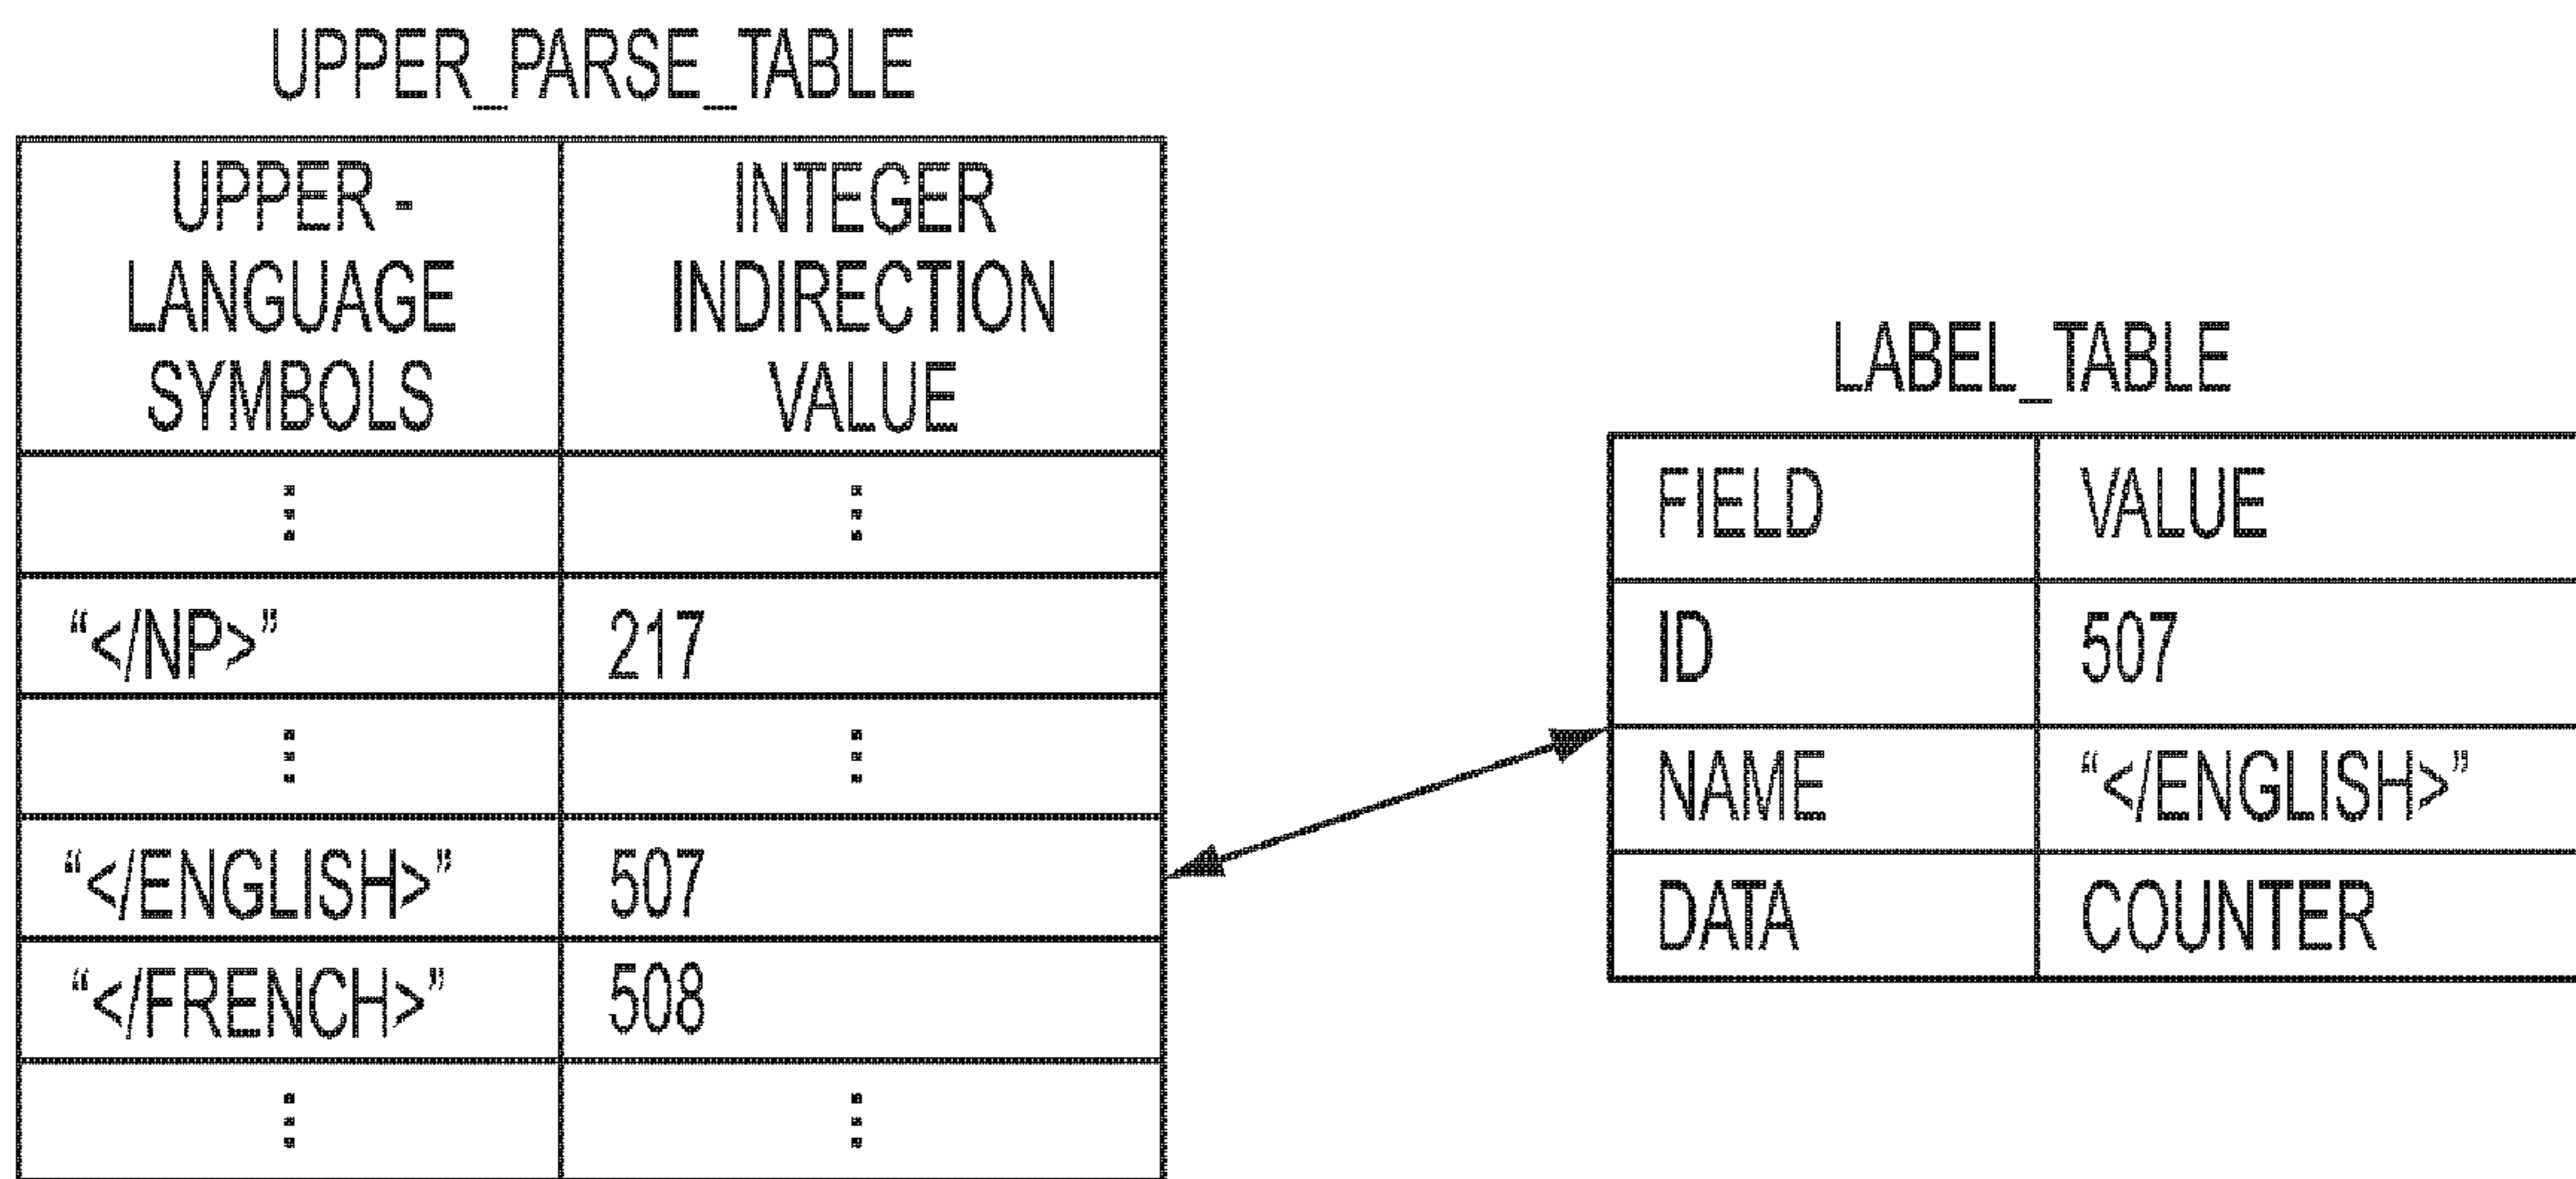 UPPER_PARSE_TABLE
UPPER -
LANGUAGE
SYMBOLS
INTEGER
INDIRECTION
VALUE
⋮ ⋮
“</NP>” 217
⋮ ⋮
“</ENGLISH>” 507
“</FRENCH>” 508
⋮ ⋮
LABEL_TABLE
FIELD VALUE
ID 507
NAME “</ENGLISH>”
DATA COUNTER